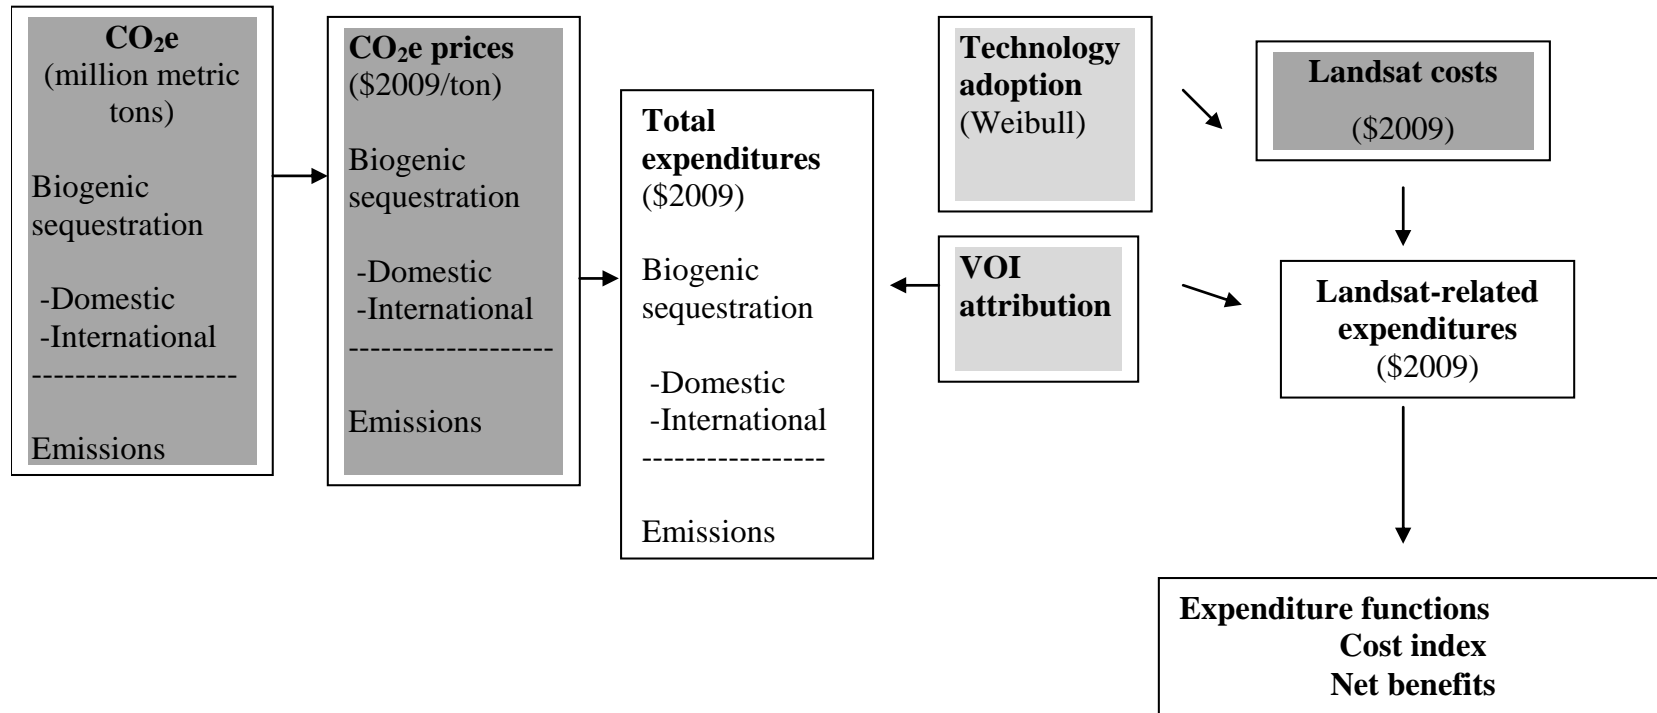 CO₂e
(million metric
tons)
Biogenic
sequestration
-Domestic
-International
-------------------
Emissions
CO₂e prices
($2009/ton)
Biogenic
sequestration
-Domestic
-International
-------------------
Emissions
Total
expenditures
($2009)
Biogenic
sequestration
-Domestic
-International
-----------------
Emissions
Technology
adoption
(Weibull)
VOI
attribution
Landsat costs
($2009)
Landsat-related
expenditures
($2009)
Expenditure functions
Cost index
Net benefits